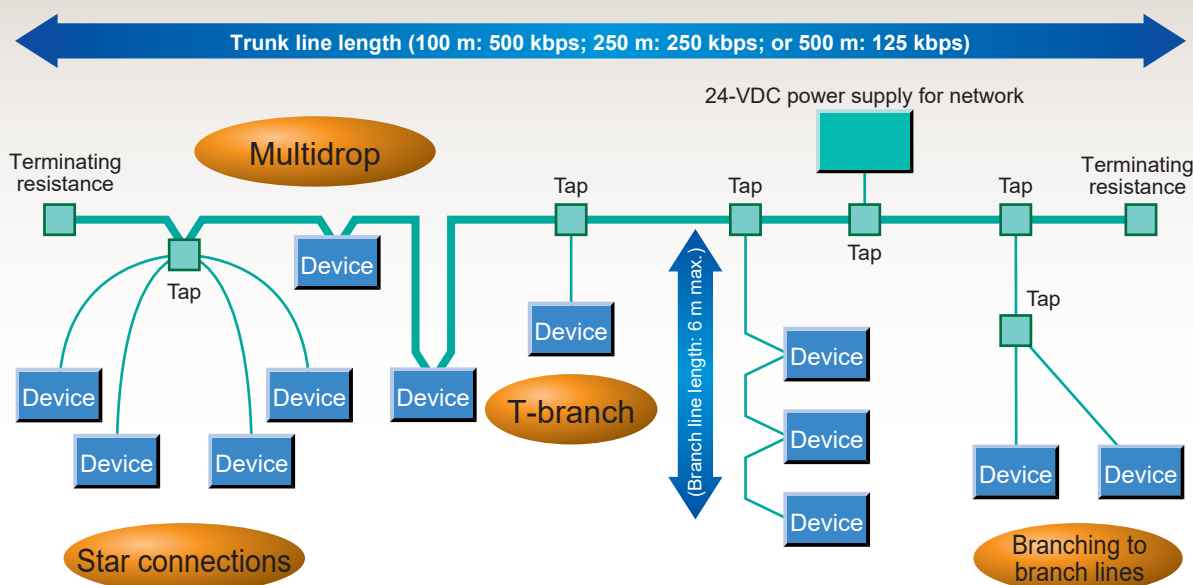 Trunk line length (100 m: 500 kbps; 250 m: 250 kbps; or 500 m: 125 kbps)
24-VDC power supply for network
Multidrop
Terminating
resistance
Tap
Tap
Tap
Terminating
resistance
Tap
Device
Tap
Tap
Device
Device
Device
Device
Device
Device
Device
Device
Device
Device
Device
Device
T-branch
(Branch line length: 6 m max.)
Star connections
Branching to
branch lines